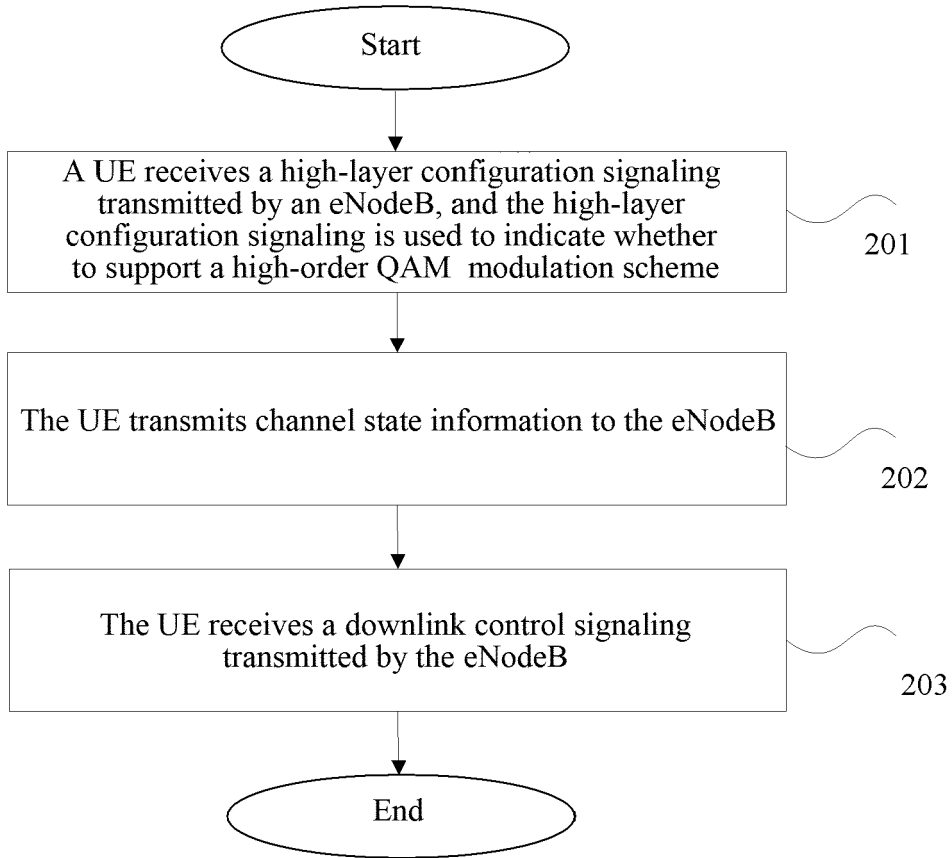 Start
A UE receives a high-layer configuration signaling
transmitted by an eNodeB, and the high-layer
configuration signaling is used to indicate whether
to support a high-order QAM modulation scheme
201
The UE transmits channel state information to the eNodeB
202
The UE receives a downlink control signaling
transmitted by the eNodeB
203
End